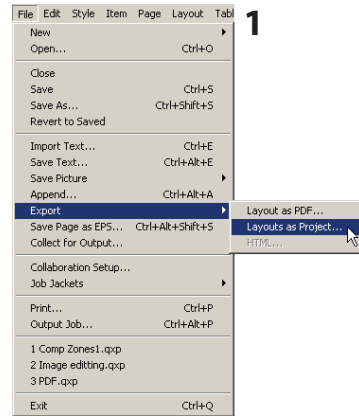 File Edit Style Item Page Layout Tabl
1
New
Open... Ctrl+O
Close
Save Ctrl+S
Save As... Ctrl+Shift+S
Revert to Saved
Import Text... Ctrl+E
Save Text... Ctrl+Alt+E
Save Picture
Append... Ctrl+Alt+A
Export
Layout as PDF...
Save Page as EPS... Ctrl+Alt+Shift+S
Layouts as Project...
Collect for Output...
HTML...
Collaboration Setup...
Job Jackets
Print... Ctrl+P
Output Job... Ctrl+Alt+P
1 Comp Zones1.qxp
2 Image editting.qxp
3 PDF.qxp
Exit Ctrl+Q